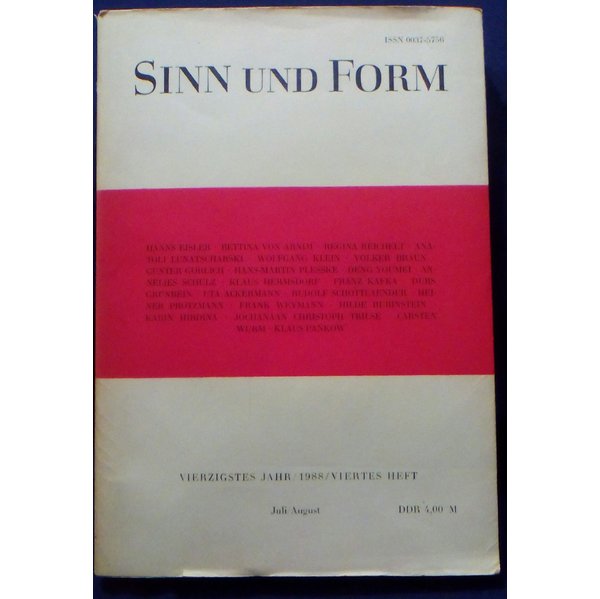 ISSN 0037-5756
SINN UND FORM
HANNS EISLER · BETTINA VON ARNIM · REGINA REICHELT · ANA-
TOLI LUNATSCHARSKI · WOLFGANG KLEIN · VOLKER BRAUN
GÜNTER GÖRLICH · HANS-MARTIN PLESSKE · DENG YOUMEI · AN-
NELIES SCHULZ · KLAUS HERMSDORF · FRANZ KAFKA · DURS
GRÜNBEIN · UTA ACKERMANN · RUDOLF SCHOTTLAENDER · HEI-
NER PROTZMANN · FRANK WEYMANN · HILDE RUBINSTEIN
KARIN HIRDINA · JOCHANAAN CHRISTOPH TRILSE · CARSTEN
WURM · KLAUS PANKOW
VIERZIGSTES JAHR / 1988 / VIERTES HEFT
Juli/August DDR 4,00 M